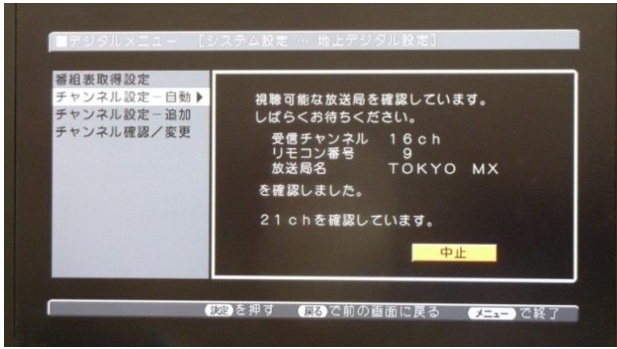 ■デジタルメニュー ［システム設定 … 地上デジタル設定］
番組表取得設定
チャンネル設定－自動▶
チャンネル設定－追加
チャンネル確認／変更
視聴可能な放送局を確認しています。
しばらくお待ちください。
受信チャンネル １６ｃｈ
リモコン番号 ９
放送局名 ＴＯＫＹＯ ＭＸ
を確認しました。
２１ｃｈを確認しています。
中止
決定を押す 戻るで前の画面に戻る メニューで終了